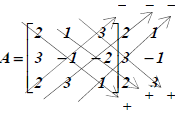 − − −
A = [ 2 1 3 ] 2 1
3 −1 −2 3 −1
2 3 1 2 3
+ + +